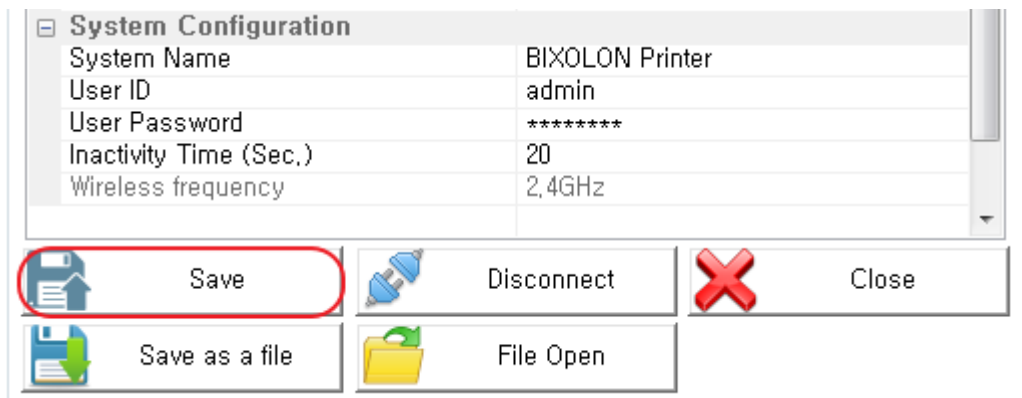 System Configuration
System Name BIXOLON Printer
User ID admin
User Password ********
Inactivity Time (Sec,) 20
Wireless frequency 2,4GHz
Save Disconnect Close
Save as a file File Open